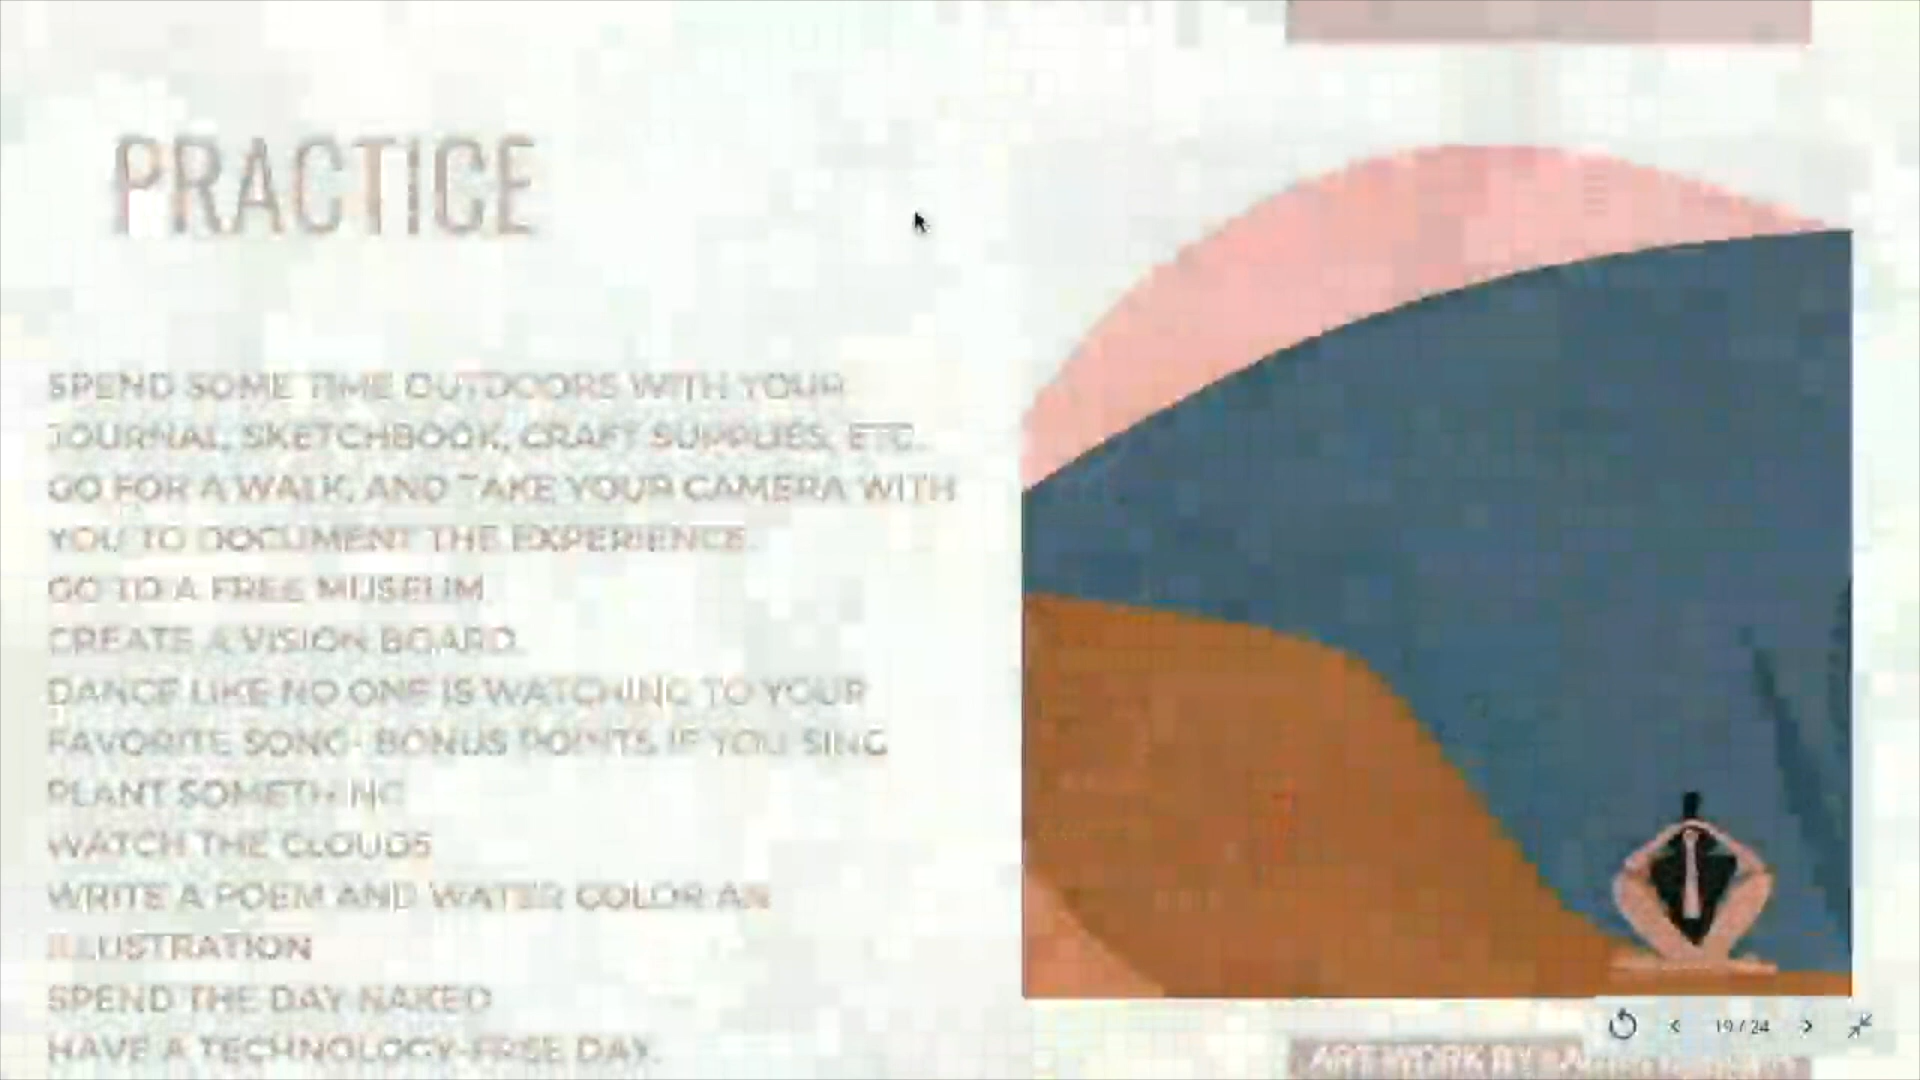 PRACTICE
SPEND SOME TIME OUTDOORS WITH YOUR
JOURNAL, SKETCHBOOK, CRAFT SUPPLIES, ETC..
GO FOR A WALK, AND TAKE YOUR CAMERA WITH
YOU TO DOCUMENT THE EXPERIENCE.
GO TO A FREE MUSEUM.
CREATE A VISION BOARD.
DANCE LIKE NO ONE IS WATCHING TO YOUR
FAVORITE SONG- BONUS POINTS IF YOU SING
PLANT SOMETHING
WATCH THE CLOUDS
WRITE A POEM AND WATER COLOR AN
ILLUSTRATION
SPEND THE DAY NAKED
HAVE A TECHNOLOGY-FREE DAY.
19 / 24
ART WORK BY